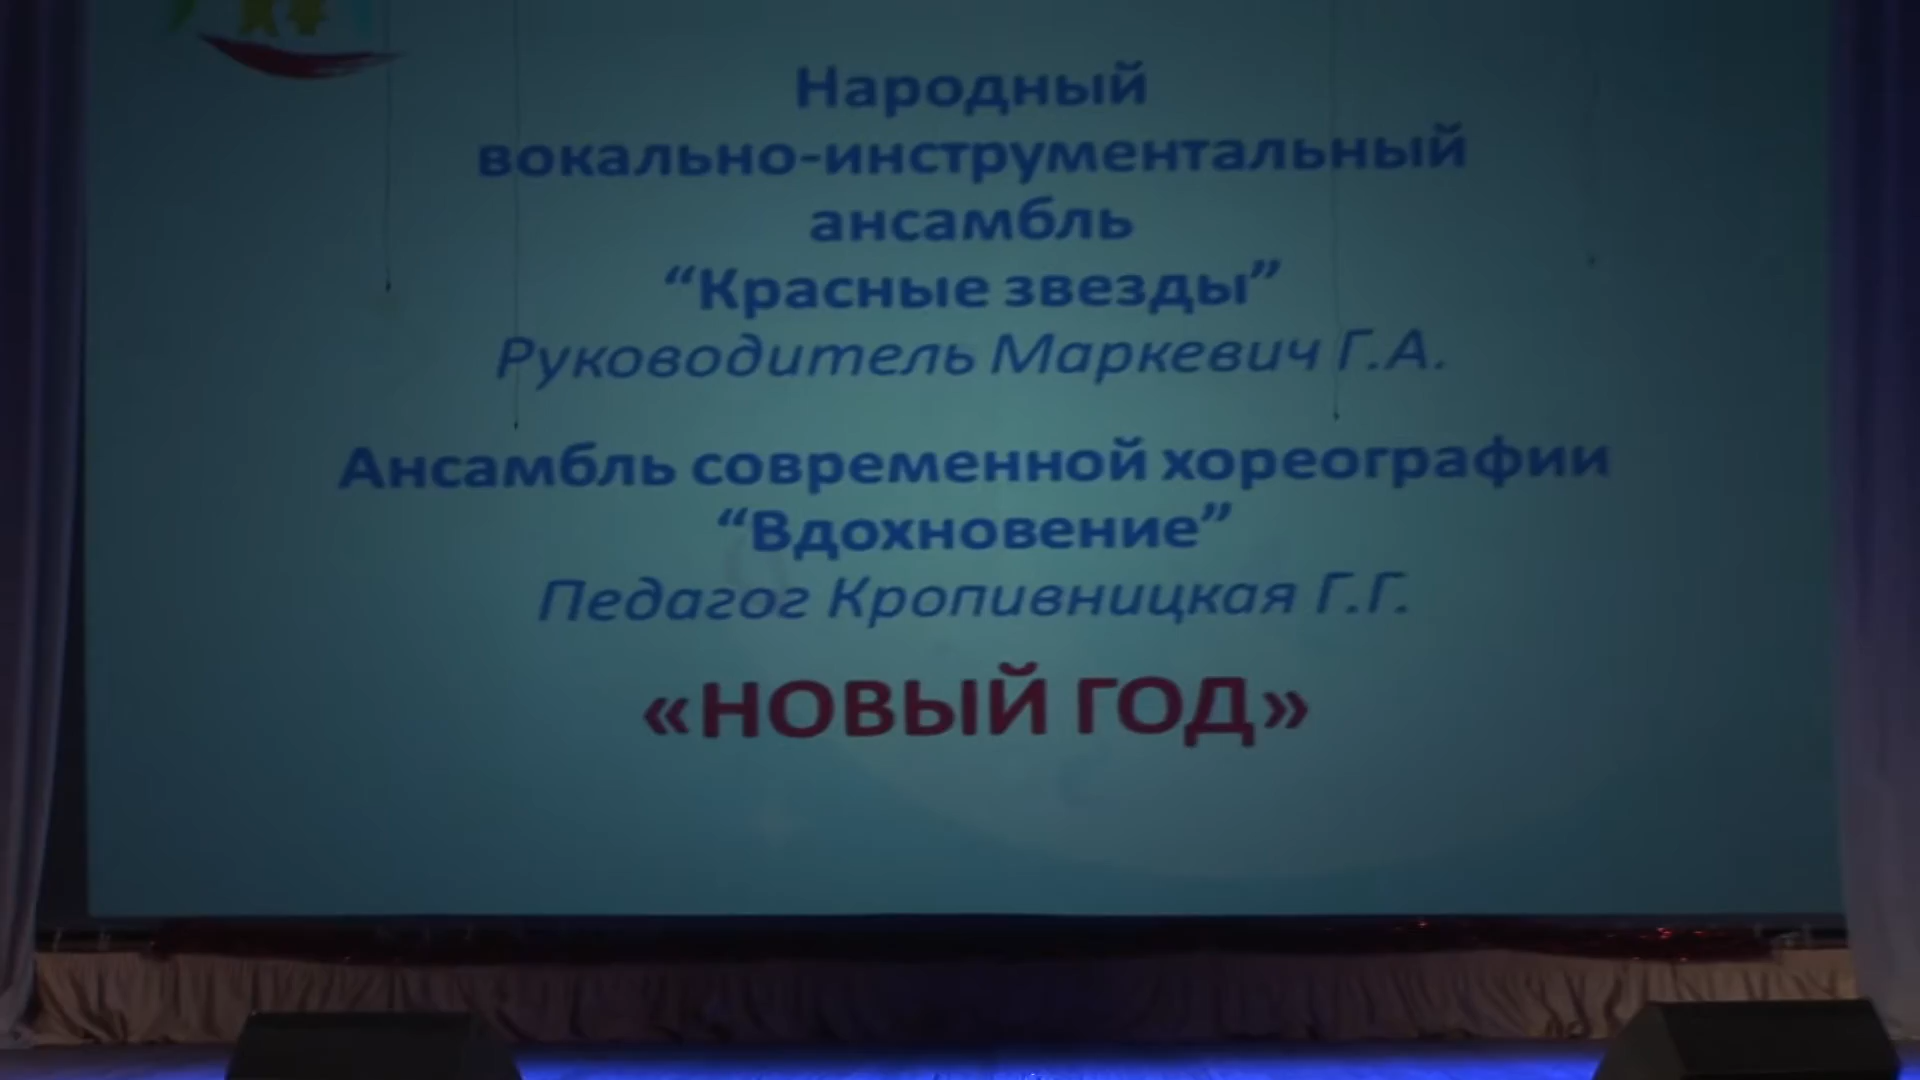 Народный
вокально-инструментальный
ансамбль
“Красные звезды”
Руководитель Маркевич Г.А.
Ансамбль современной хореографии
“Вдохновение”
Педагог Кропивницкая Г.Г.
«НОВЫЙ ГОД»